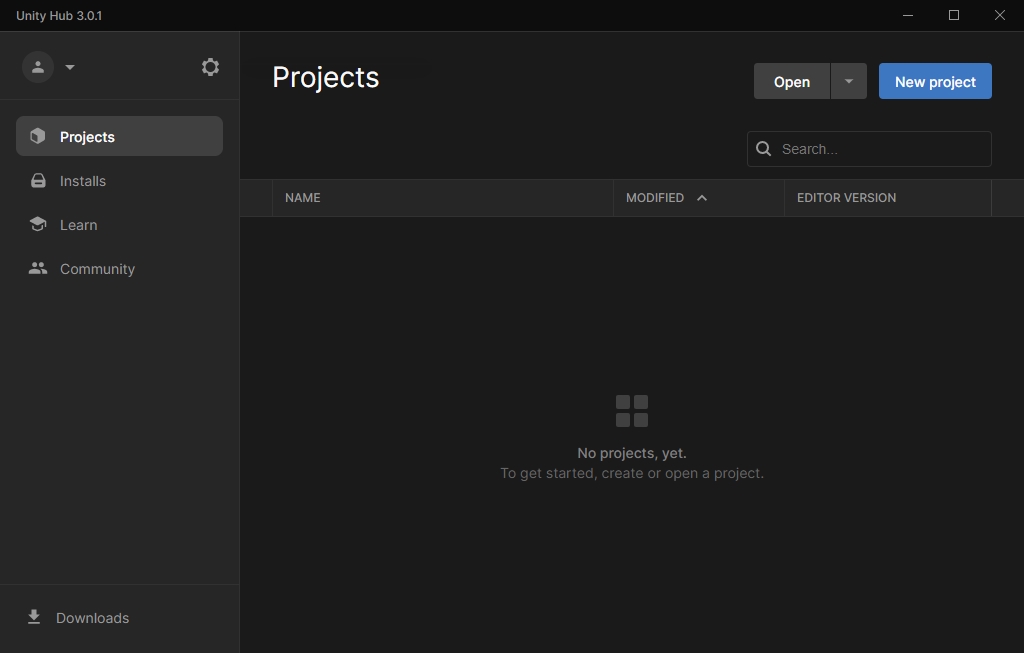 Unity Hub 3.0.1
Projects
Installs
Learn
Community
Downloads
Projects
Open
New project
Search...
NAME MODIFIED EDITOR VERSION
No projects, yet.
To get started, create or open a project.